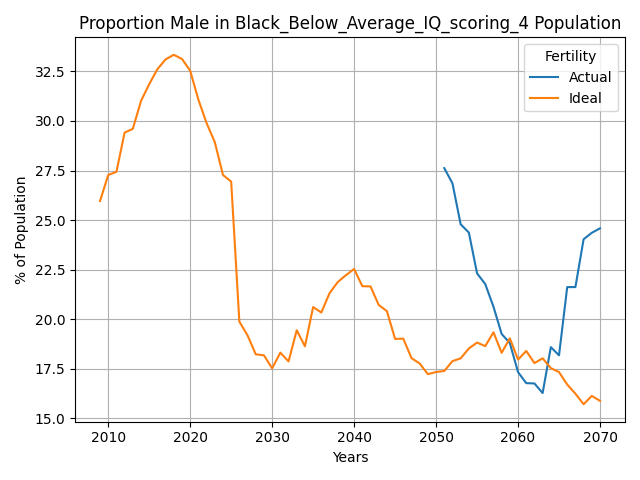 Proportion Male in Black_Below_Average_IQ_scoring_4 Population
Fertility
Actual
Ideal
% of Population
32.5
30.0
27.5
25.0
22.5
20.0
17.5
15.0
2010 2020 2030 2040 2050 2060 2070
Years